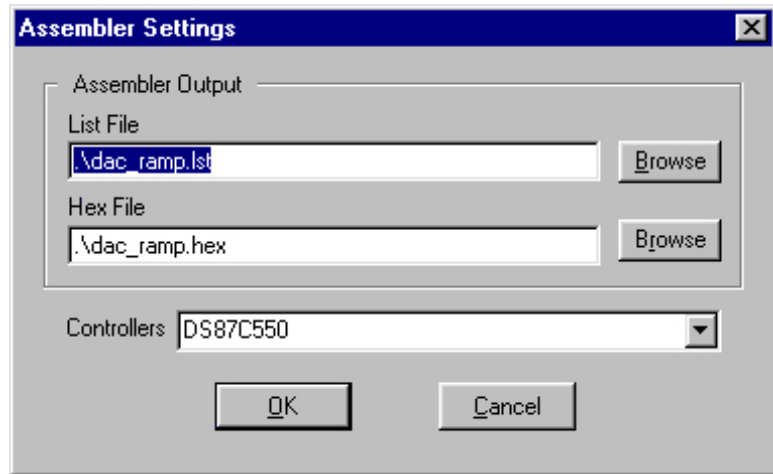 Assembler Settings
Assembler Output
List File
.\dac_ramp.lst
Browse
Hex File
.\dac_ramp.hex
Browse
Controllers DS87C550
OK
Cancel